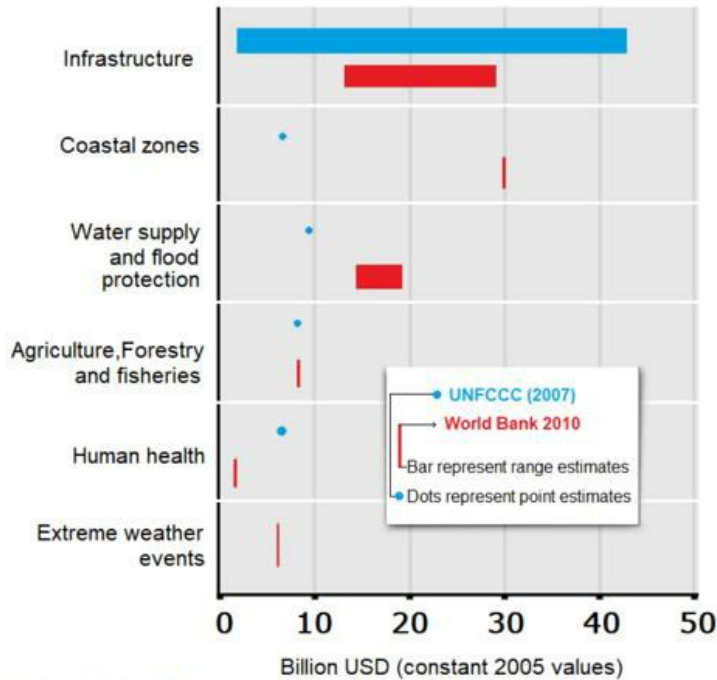 Infrastructure
Coastal zones
Water supply
and flood
protection
Agriculture,Forestry
and fisheries
Human health
Extreme weather
events
UNFCCC (2007)
World Bank 2010
Bar represent range estimates
Dots represent point estimates
0 10 20 30 40 50
Billion USD (constant 2005 values)